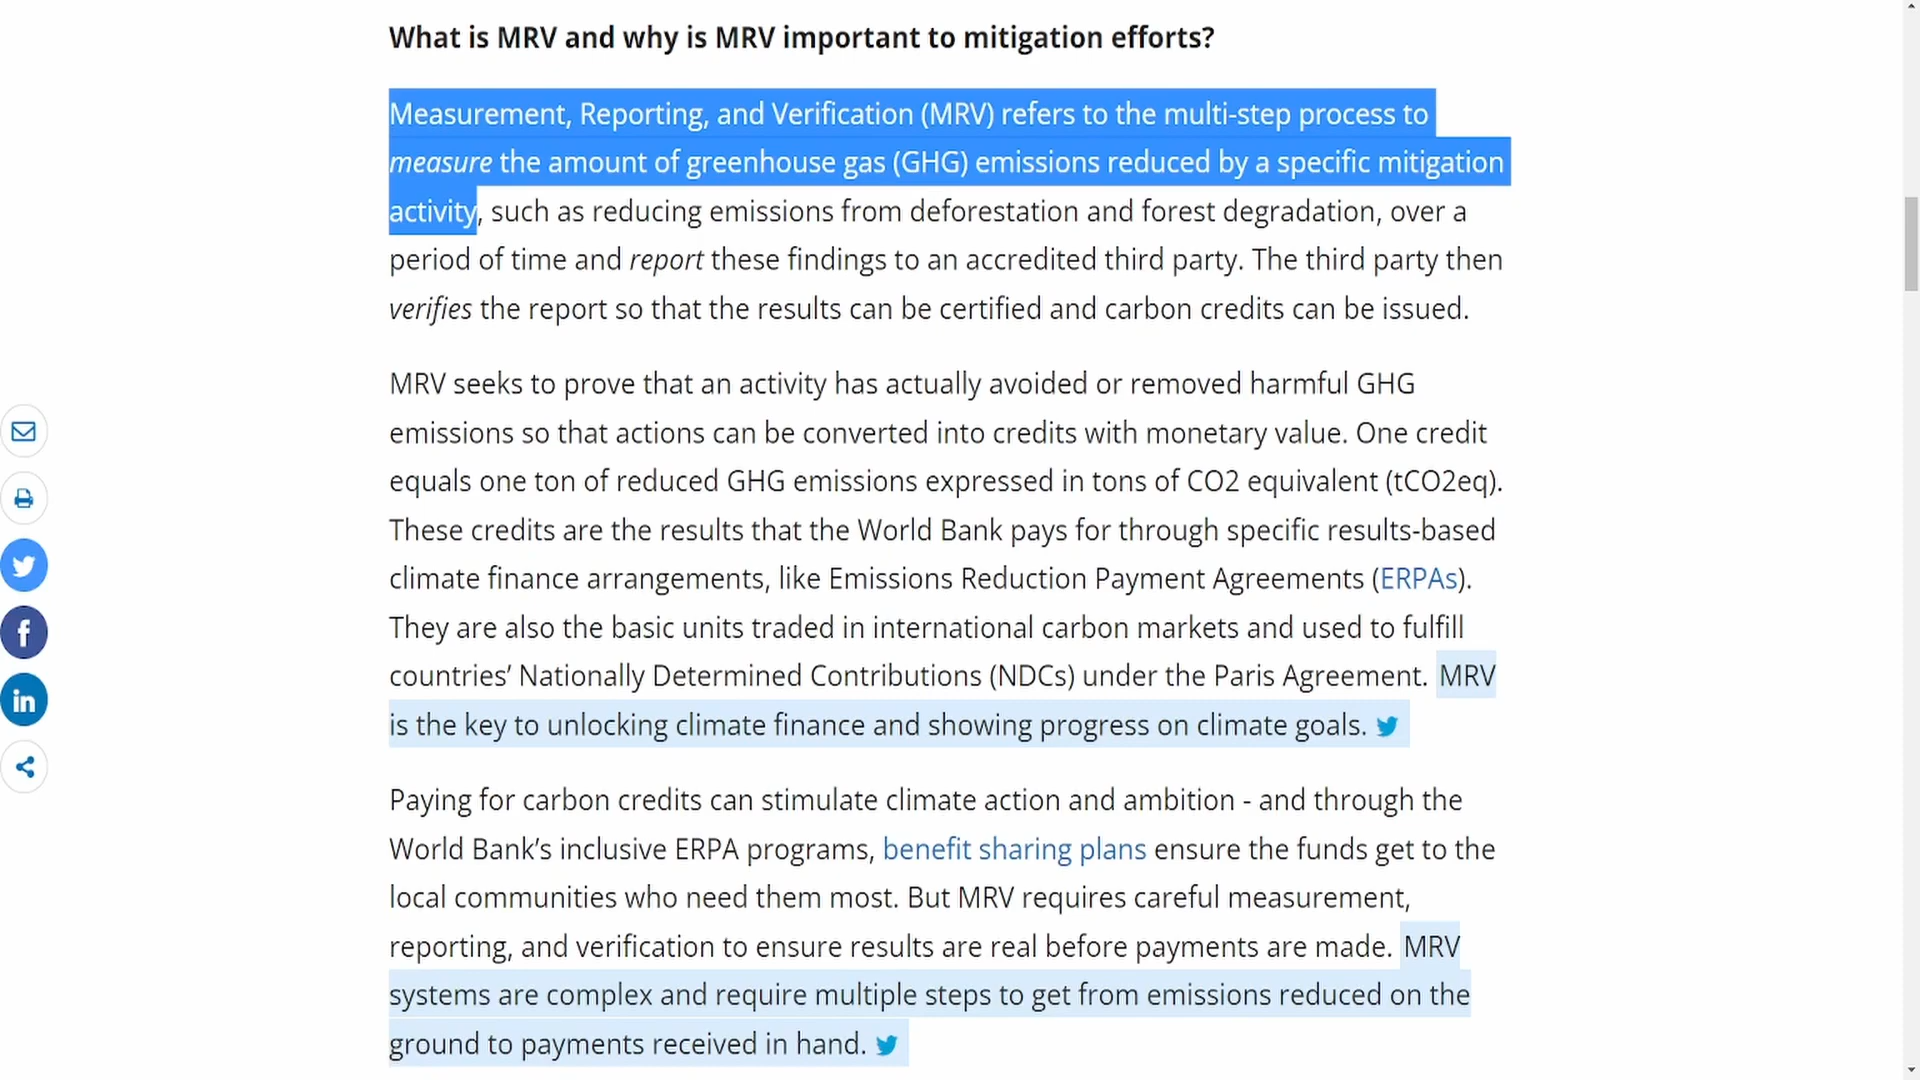 What is MRV and why is MRV important to mitigation efforts?
Measurement, Reporting, and Verification (MRV) refers to the multi-step process to
measure the amount of greenhouse gas (GHG) emissions reduced by a specific mitigation
activity, such as reducing emissions from deforestation and forest degradation, over a
period of time and report these findings to an accredited third party. The third party then
verifies the report so that the results can be certified and carbon credits can be issued.
MRV seeks to prove that an activity has actually avoided or removed harmful GHG
emissions so that actions can be converted into credits with monetary value. One credit
equals one ton of reduced GHG emissions expressed in tons of CO2 equivalent (tCO2eq).
These credits are the results that the World Bank pays for through specific results-based
climate finance arrangements, like Emissions Reduction Payment Agreements (ERPAs).
They are also the basic units traded in international carbon markets and used to fulfill
countries’ Nationally Determined Contributions (NDCs) under the Paris Agreement. MRV
is the key to unlocking climate finance and showing progress on climate goals.
Paying for carbon credits can stimulate climate action and ambition - and through the
World Bank’s inclusive ERPA programs, benefit sharing plans ensure the funds get to the
local communities who need them most. But MRV requires careful measurement,
reporting, and verification to ensure results are real before payments are made. MRV
systems are complex and require multiple steps to get from emissions reduced on the
ground to payments received in hand.